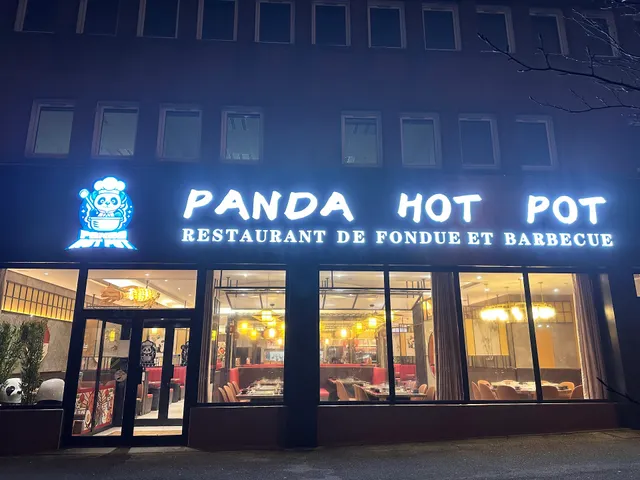 PANDA HOT POT
RESTAURANT DE FONDUE ET BARBECUE